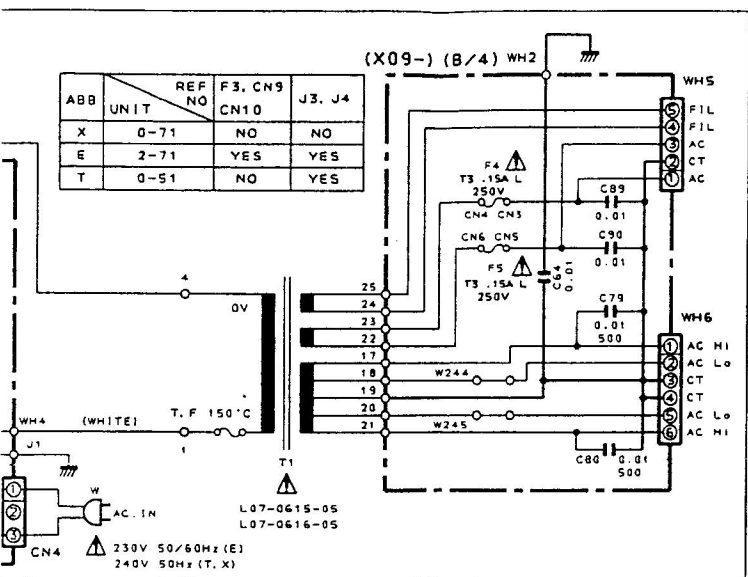 (X09-) (B/4) WH2
WH5
ABB
REF NO
UNIT
F3, CN9
CN10
J3, J4
X 0-71 NO NO
E 2-71 YES YES
T 0-51 NO YES
5 FIL
4 FIL
3 AC
2 CT
1 AC
F4
T3.15A L
250V
CN4 CN3
C89
0.01
CN6 CN5
C90
0.01
F5
T3.15A L
250V
C64
0.01
C79
0.01
500
4
0V
25
24
23
22
17
18
19
20
21
W244
W245
WH6
1 AC Hi
2 AC Lo
3 CT
4 CT
5 AC Lo
6 AC Hi
C80 0.01
500
WH4 (WHITE)
T.F 150°C
1
J1
T1
L07-0615-05
L07-0616-05
1
2
3
CN4
W
AC.IN
230V 50/60Hz (E)
240V 50Hz (T, X)